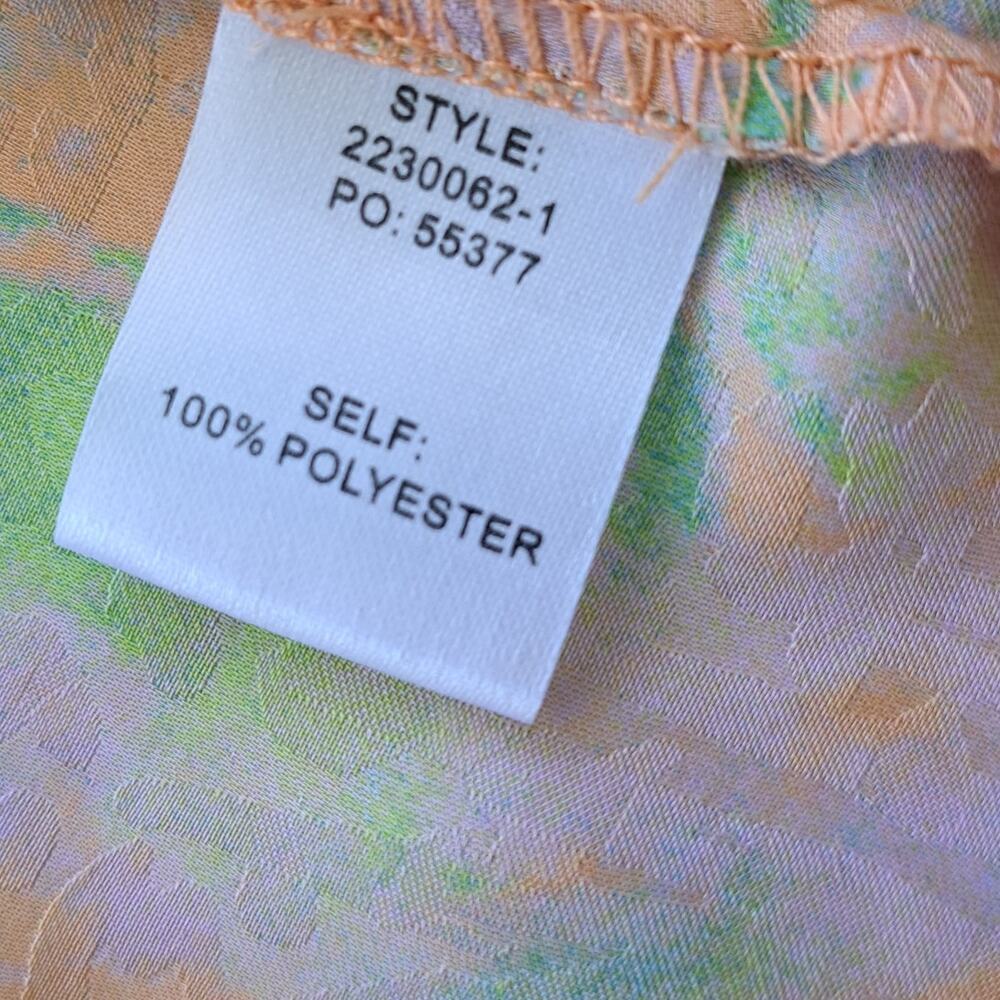 STYLE:
2230062-1
PO: 55377
SELF:
100% POLYESTER